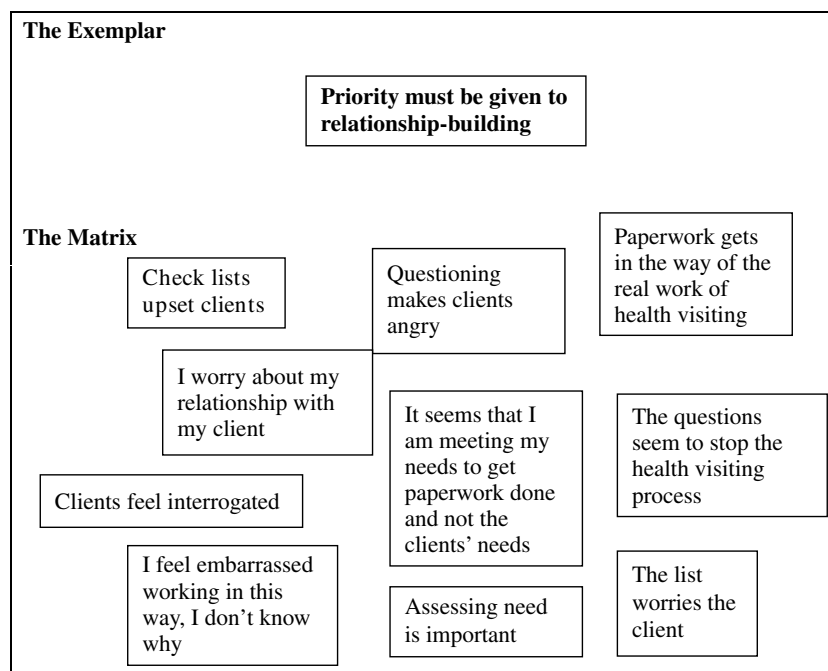 The Exemplar
Priority must be given to
relationship-building
The Matrix
Check lists
upset clients
Questioning
makes clients
angry
Paperwork gets
in the way of the
real work of
health visiting
I worry about my
relationship with
my client
It seems that I
am meeting my
needs to get
paperwork done
and not the
clients’ needs
The questions
seem to stop the
health visiting
process
Clients feel interrogated
I feel embarrassed
working in this
way, I don’t know
why
Assessing need
is important
The list
worries the
client